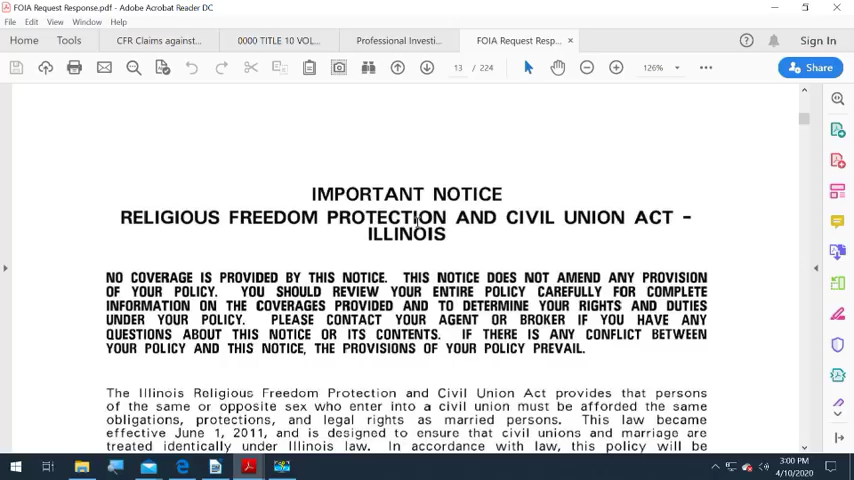 FOIA Request Response.pdf - Adobe Acrobat Reader DC
File Edit View Window Help
Home Tools CFR Claims against... 0000 TITLE 10 VOL... Professional Investi... FOIA Request Resp... × Sign In
13 / 224 126% Share
IMPORTANT NOTICE
RELIGIOUS FREEDOM PROTECTION AND CIVIL UNION ACT -
ILLINOIS
NO COVERAGE IS PROVIDED BY THIS NOTICE. THIS NOTICE DOES NOT AMEND ANY PROVISION
OF YOUR POLICY. YOU SHOULD REVIEW YOUR ENTIRE POLICY CAREFULLY FOR COMPLETE
INFORMATION ON THE COVERAGES PROVIDED AND TO DETERMINE YOUR RIGHTS AND DUTIES
UNDER YOUR POLICY. PLEASE CONTACT YOUR AGENT OR BROKER IF YOU HAVE ANY
QUESTIONS ABOUT THIS NOTICE OR ITS CONTENTS. IF THERE IS ANY CONFLICT BETWEEN
YOUR POLICY AND THIS NOTICE, THE PROVISIONS OF YOUR POLICY PREVAIL.
The Illinois Religious Freedom Protection and Civil Union Act provides that persons
of the same or opposite sex who enter into a civil union must be afforded the same
obligations, protections, and legal rights as married persons. This law became
effective June 1, 2011, and is designed to ensure that civil unions and marriage are
treated identically under Illinois law. In accordance with law, this policy will be
3:00 PM
4/10/2020